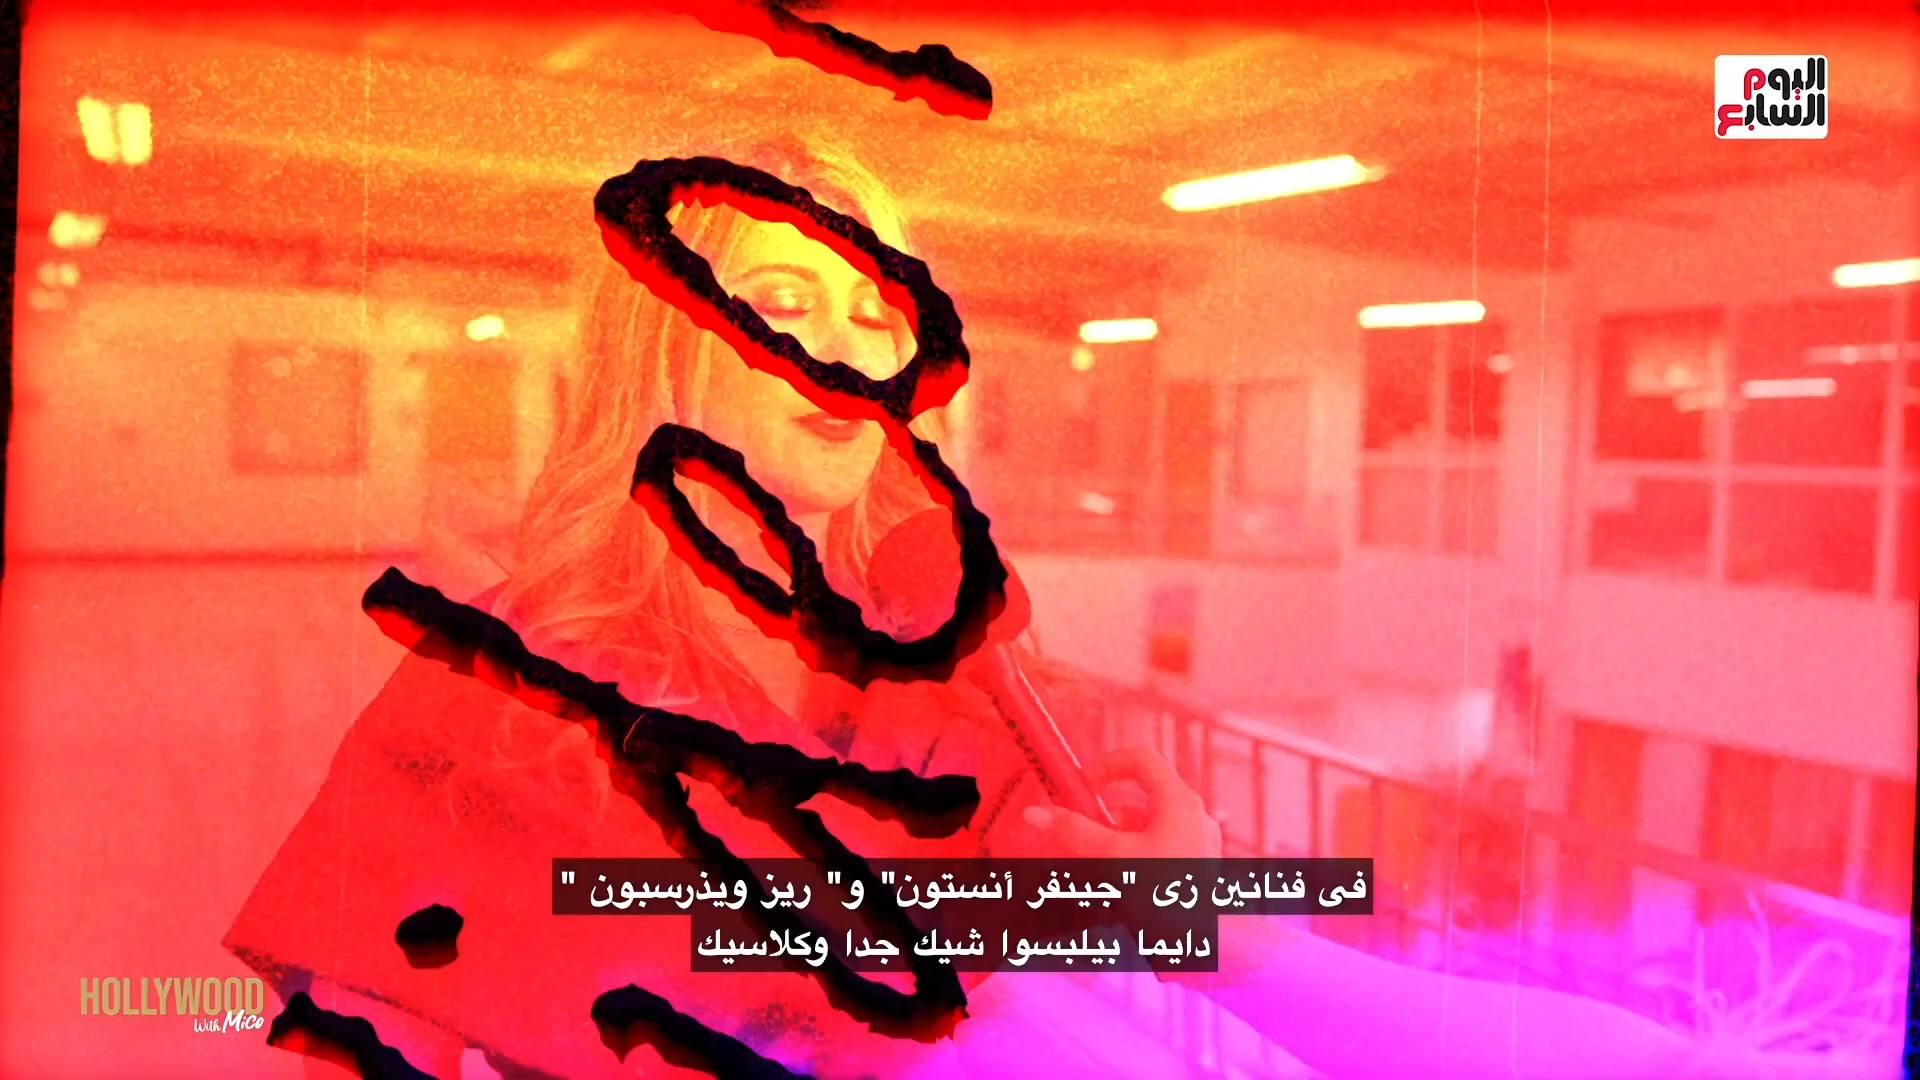 اليوم
السابع
فى فنانين زى "جينفر أنستون" و" ريز ويذرسبون "
دايما بيلبسوا شيك جدا وكلاسيك
HOLLYWOOD
With Mico